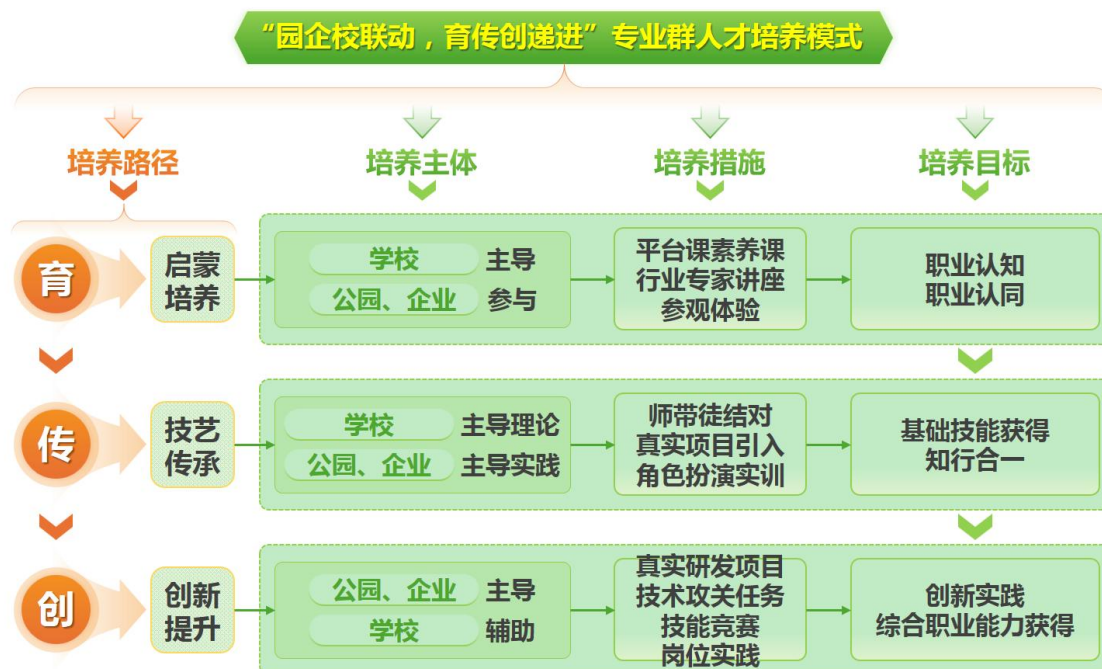 “园企校联动，育传创递进”专业群人才培养模式
培养路径
培养主体
培养措施
培养目标
育
启蒙
培养
学校 主导
公园、企业 参与
平台课素养课
行业专家讲座
参观体验
职业认知
职业认同
传
技艺
传承
学校 主导理论
公园、企业 主导实践
师带徒结对
真实项目引入
角色扮演实训
基础技能获得
知行合一
创
创新
提升
公园、企业 主导
学校 辅助
真实研发项目
技术攻关任务
技能竞赛
岗位实践
创新实践
综合职业能力获得